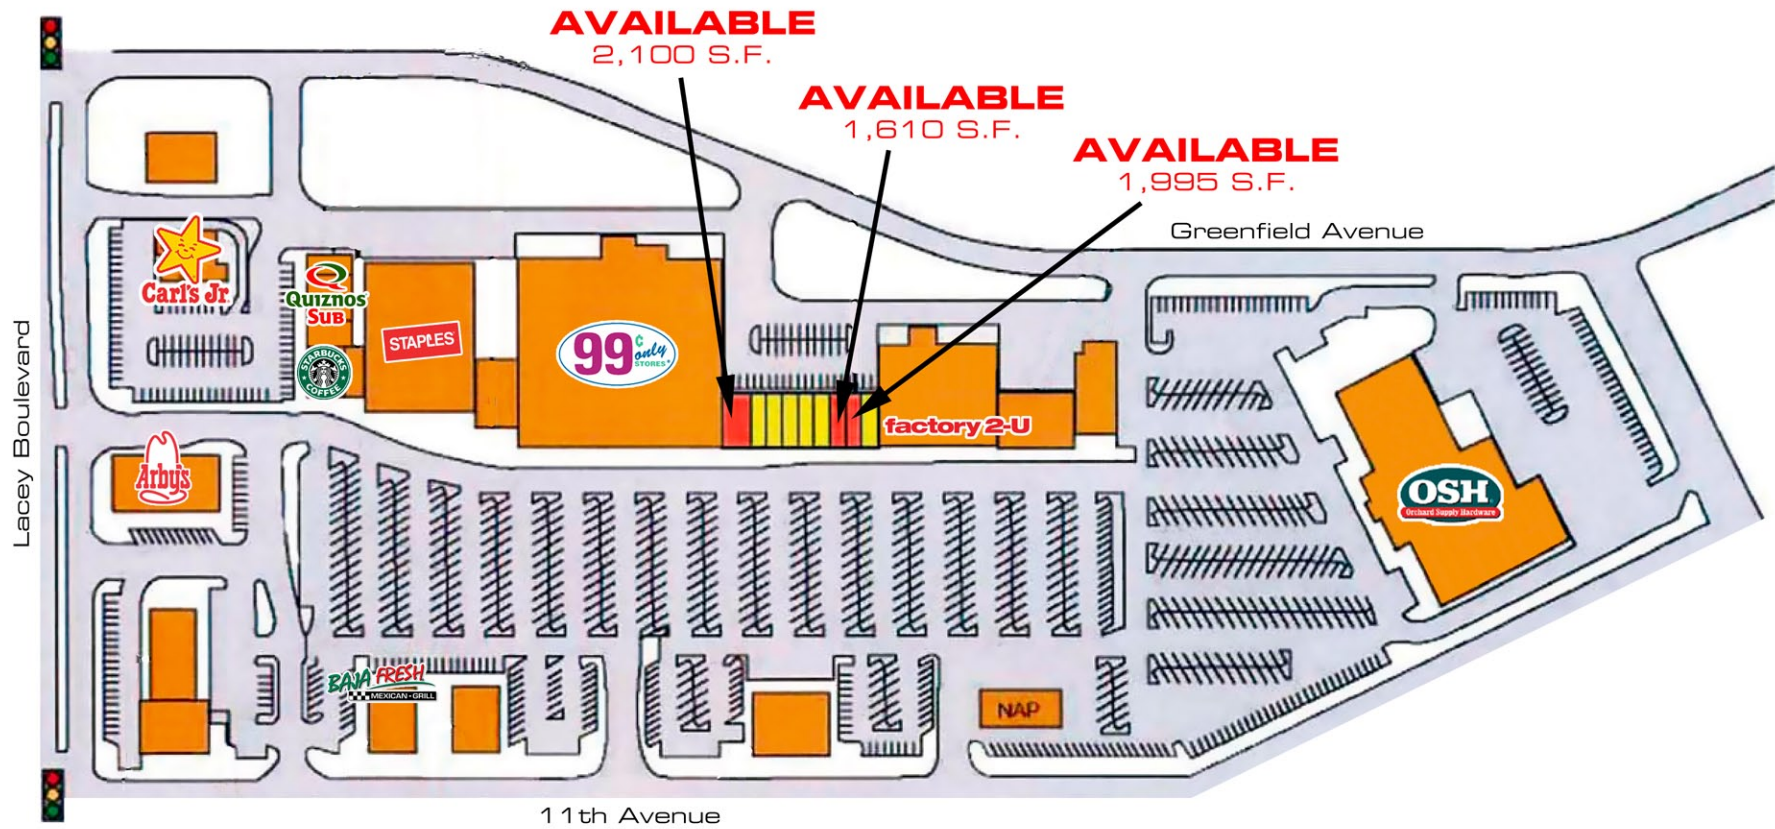 AVAILABLE
2,100 S.F.
AVAILABLE
1,610 S.F.
AVAILABLE
1,995 S.F.
Greenfield Avenue
Carl's Jr.
Q
QUIZNOS
SUB
STAPLES
99¢ only
STORES
STARBUCKS
COFFEE
factory 2-U
Lacey Boulevard
Arby's
OSH
Orchard Supply Hardware
BAJA FRESH
MEXICAN·GRILL
NAP
11th Avenue